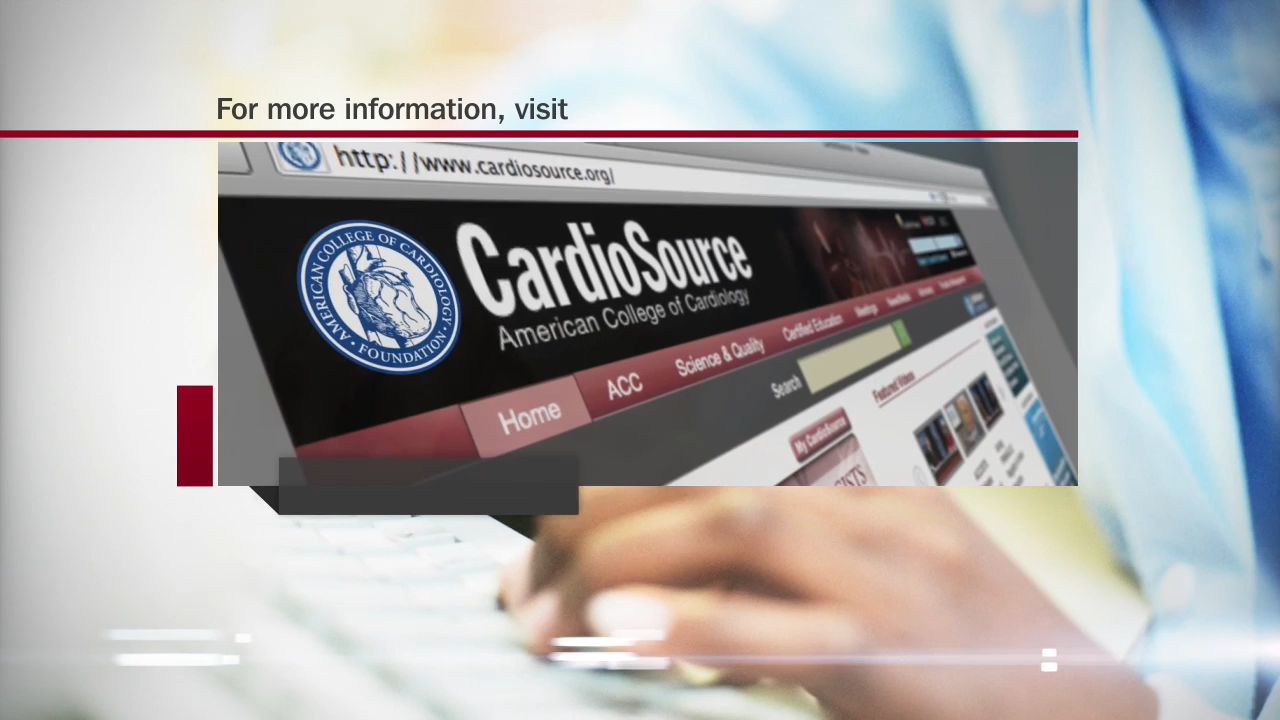 For more information, visit
http://www.cardiosource.org/
AMERICAN COLLEGE OF CARDIOLOGY
FOUNDATION
CardioSource
American College of Cardiology
Home
ACC
Science & Quality
Certified Education
Meetings
Search
Featured Videos
My CardioSource